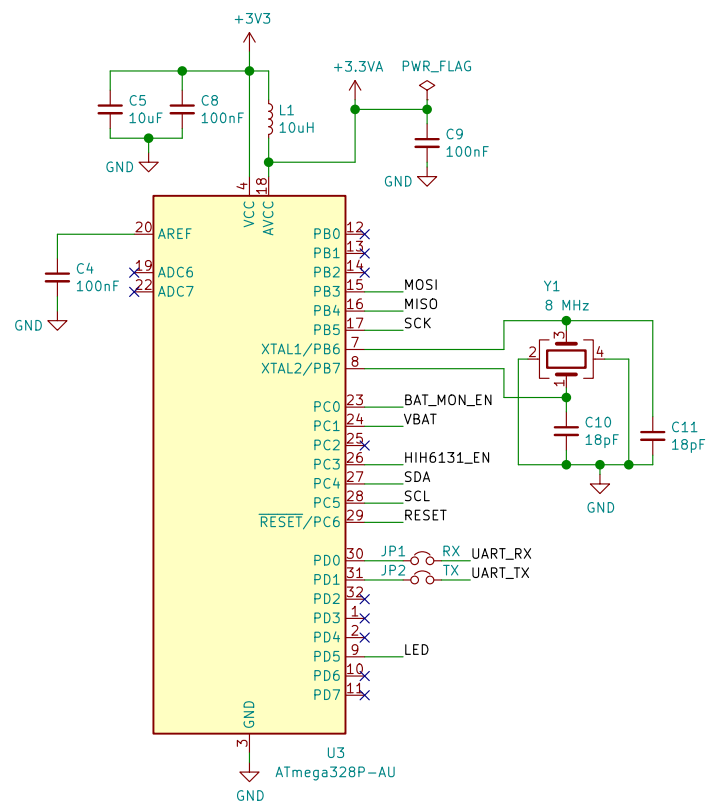 +3V3
+3.3VA
PWR_FLAG
C5
10uF
C8
100nF
L1
10uH
C9
100nF
GND
GND
4
18
VCC
AVCC
20
AREF
19
ADC6
22
ADC7
C4
100nF
GND
PB0
12
PB1
13
PB2
14
PB3
15
MOSI
PB4
16
MISO
PB5
17
SCK
XTAL1/PB6
7
XTAL2/PB7
8
Y1
8 MHz
3
2
4
1
C10
18pF
C11
18pF
GND
PC0
23
BAT_MON_EN
PC1
24
VBAT
PC2
25
PC3
26
HIH6131_EN
PC4
27
SDA
PC5
28
SCL
RESET/PC6
29
RESET
PD0
30
JP1
RX
UART_RX
PD1
31
JP2
TX
UART_TX
PD2
32
PD3
1
PD4
2
PD5
9
LED
PD6
10
PD7
11
GND
3
U3
ATmega328P-AU
GND